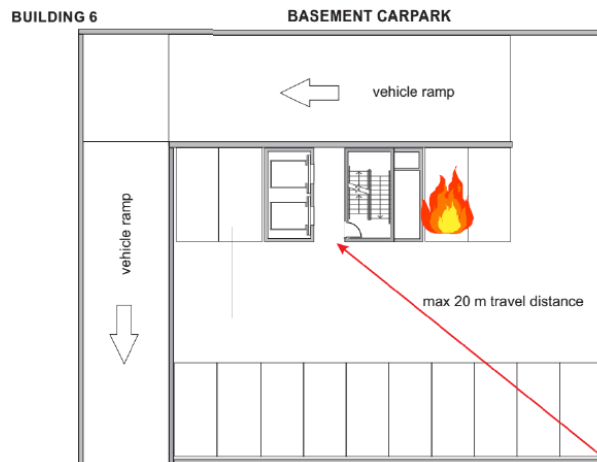 BUILDING 6
BASEMENT CARPARK
vehicle ramp
vehicle ramp
max 20 m travel distance